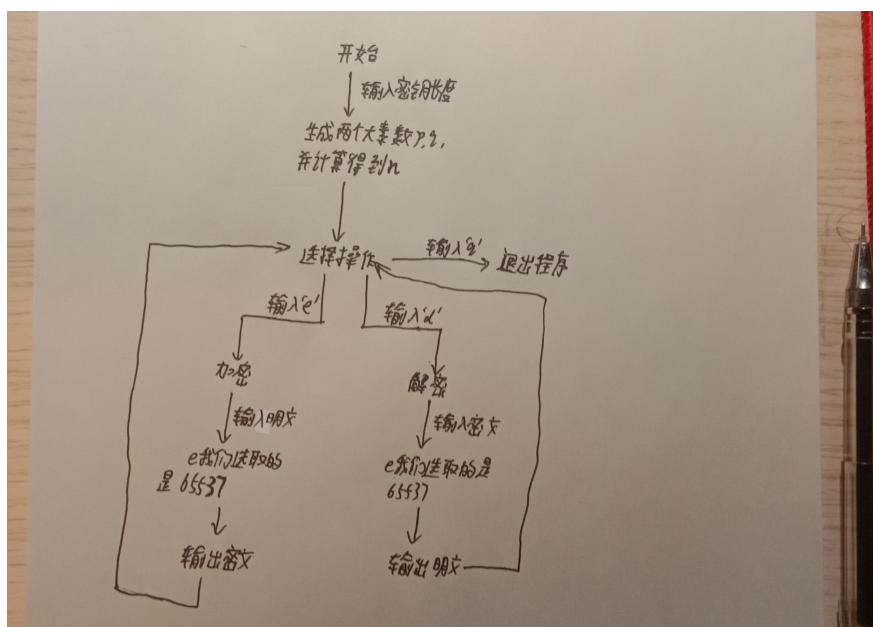 开始
输入密钥长度
生成两个大素数p,q,
并计算得到n
选择操作
输入'q'
退出程序
输入'e'
输入'd'
加密
解密
输入明文
输入密文
e我们选取的
是65537
e我们选取的是
65537
输出密文
输出明文